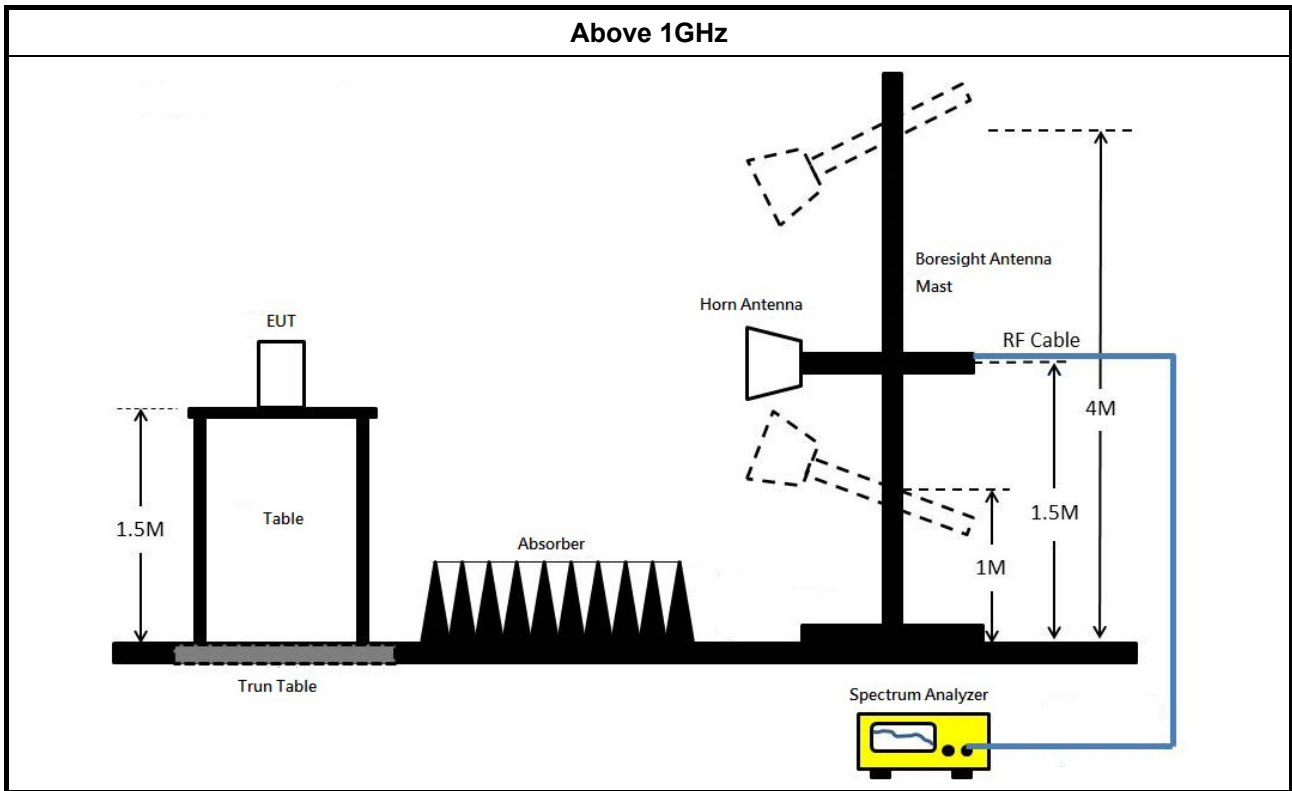 Above 1GHz
Boresight Antenna
Mast
Horn Antenna
EUT
RF Cable
4M
1.5M
Table
1.5M
Absorber
1M
Trun Table
Spectrum Analyzer